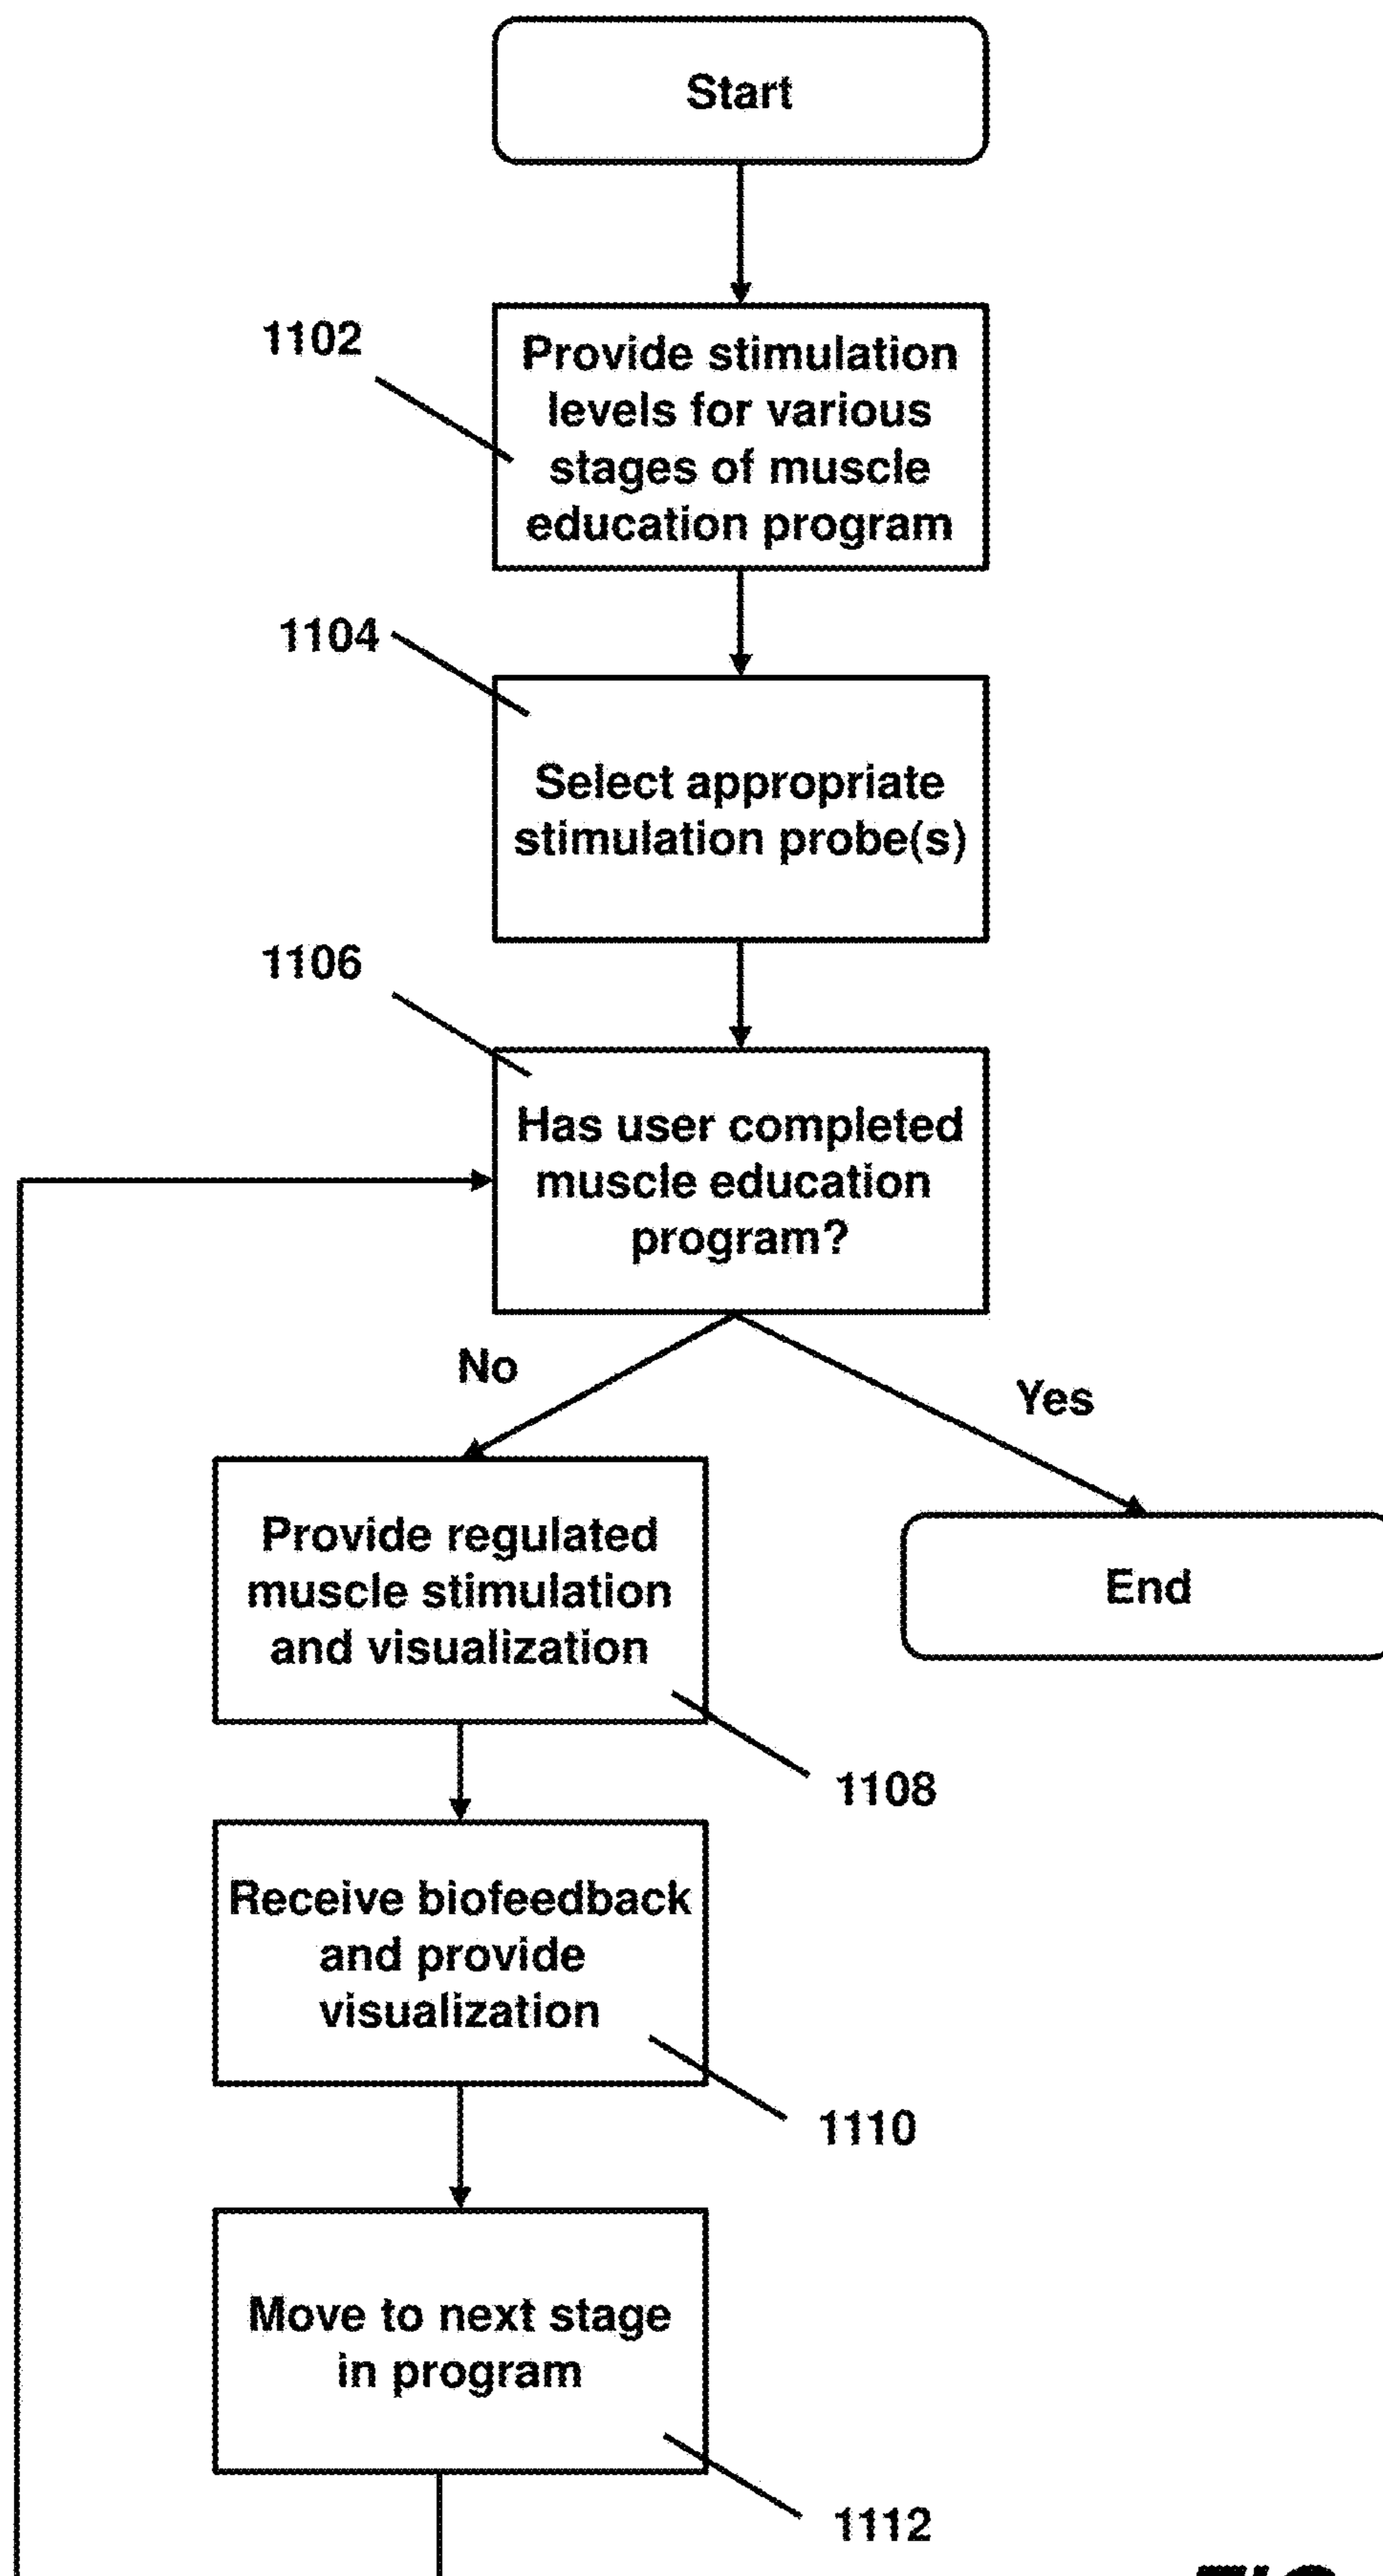 Start
1102
Provide stimulation
levels for various
stages of muscle
education program
1104
Select appropriate
stimulation probe(s)
1106
Has user completed
muscle education
program?
No
Yes
Provide regulated
muscle stimulation
and visualization
End
1108
Receive biofeedback
and provide
visualization
1110
Move to next stage
in program
1112